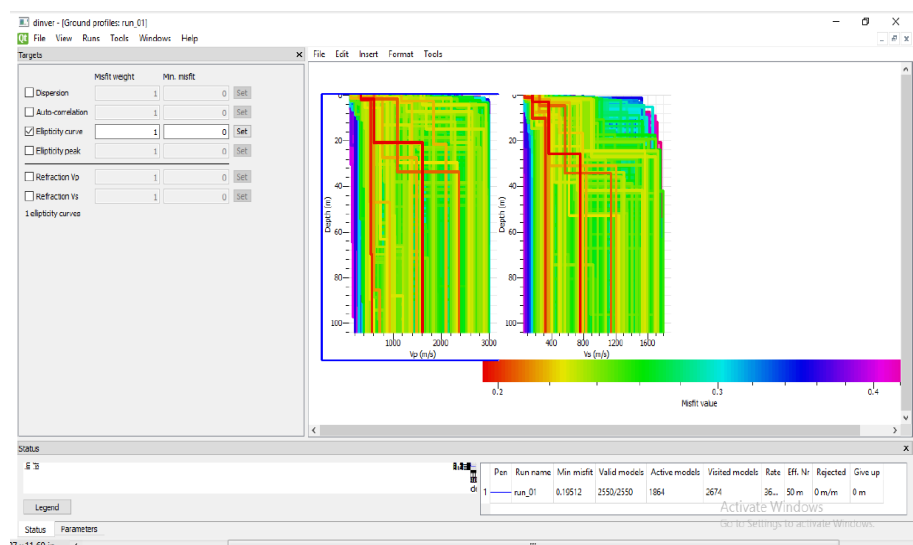 dinver - [Ground profiles: run_01]
File View Runs Tools Windows Help
Targets
Misfit weight Min. misfit
Dispersion 1 0 Set
Auto-correlation 1 0 Set
Ellipticity curve 1 0 Set
Ellipticity peak 1 0 Set
Refraction Vp 1 0 Set
Refraction Vs 1 0 Set
1 ellipticity curves
File Edit Insert Format Tools
0
20
40
60
80
100
Depth (m)
1000 2000 3000
Vp (m/s)
0
20
40
60
80
100
Depth (m)
400 800 1200 1600
Vs (m/s)
0.2 0.3 0.4
Misfit value
Status
Pen Run name Min misfit Valid models Active models Visited models Rate Eff. Nr Rejected Give up
1 run_01 0.19512 2550/2550 1864 2674 36... 50 m 0 m/m 0 m
Legend
Status Parameters
Activate Windows
Go to Settings to activate Windows.